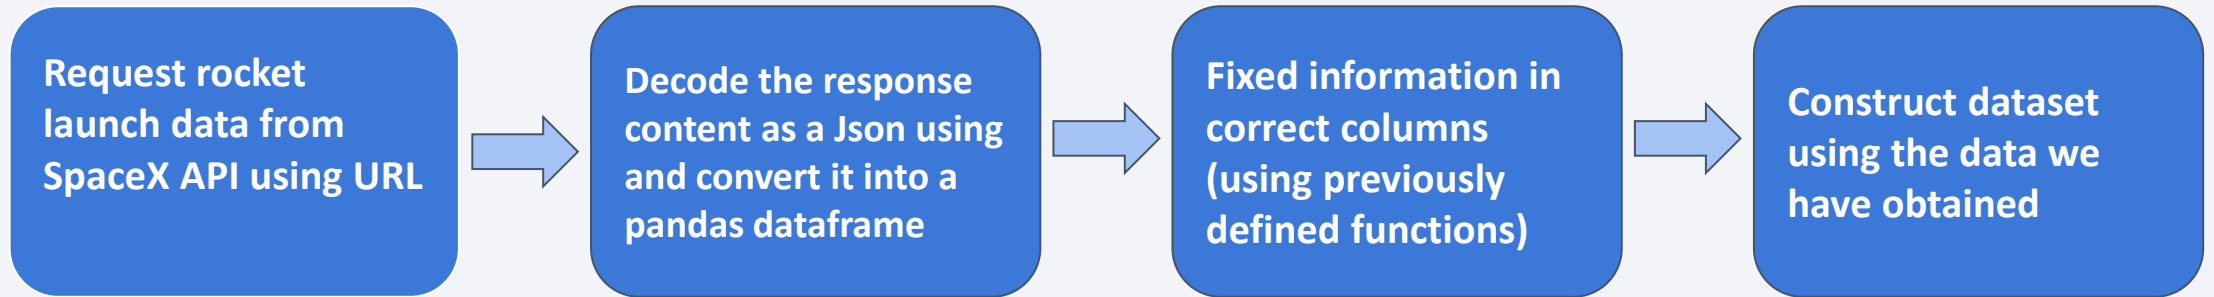 Request rocket
launch data from
SpaceX API using URL
Decode the response
content as a Json using
and convert it into a
pandas dataframe
Fixed information in
correct columns
(using previously
defined functions)
Construct dataset
using the data we
have obtained